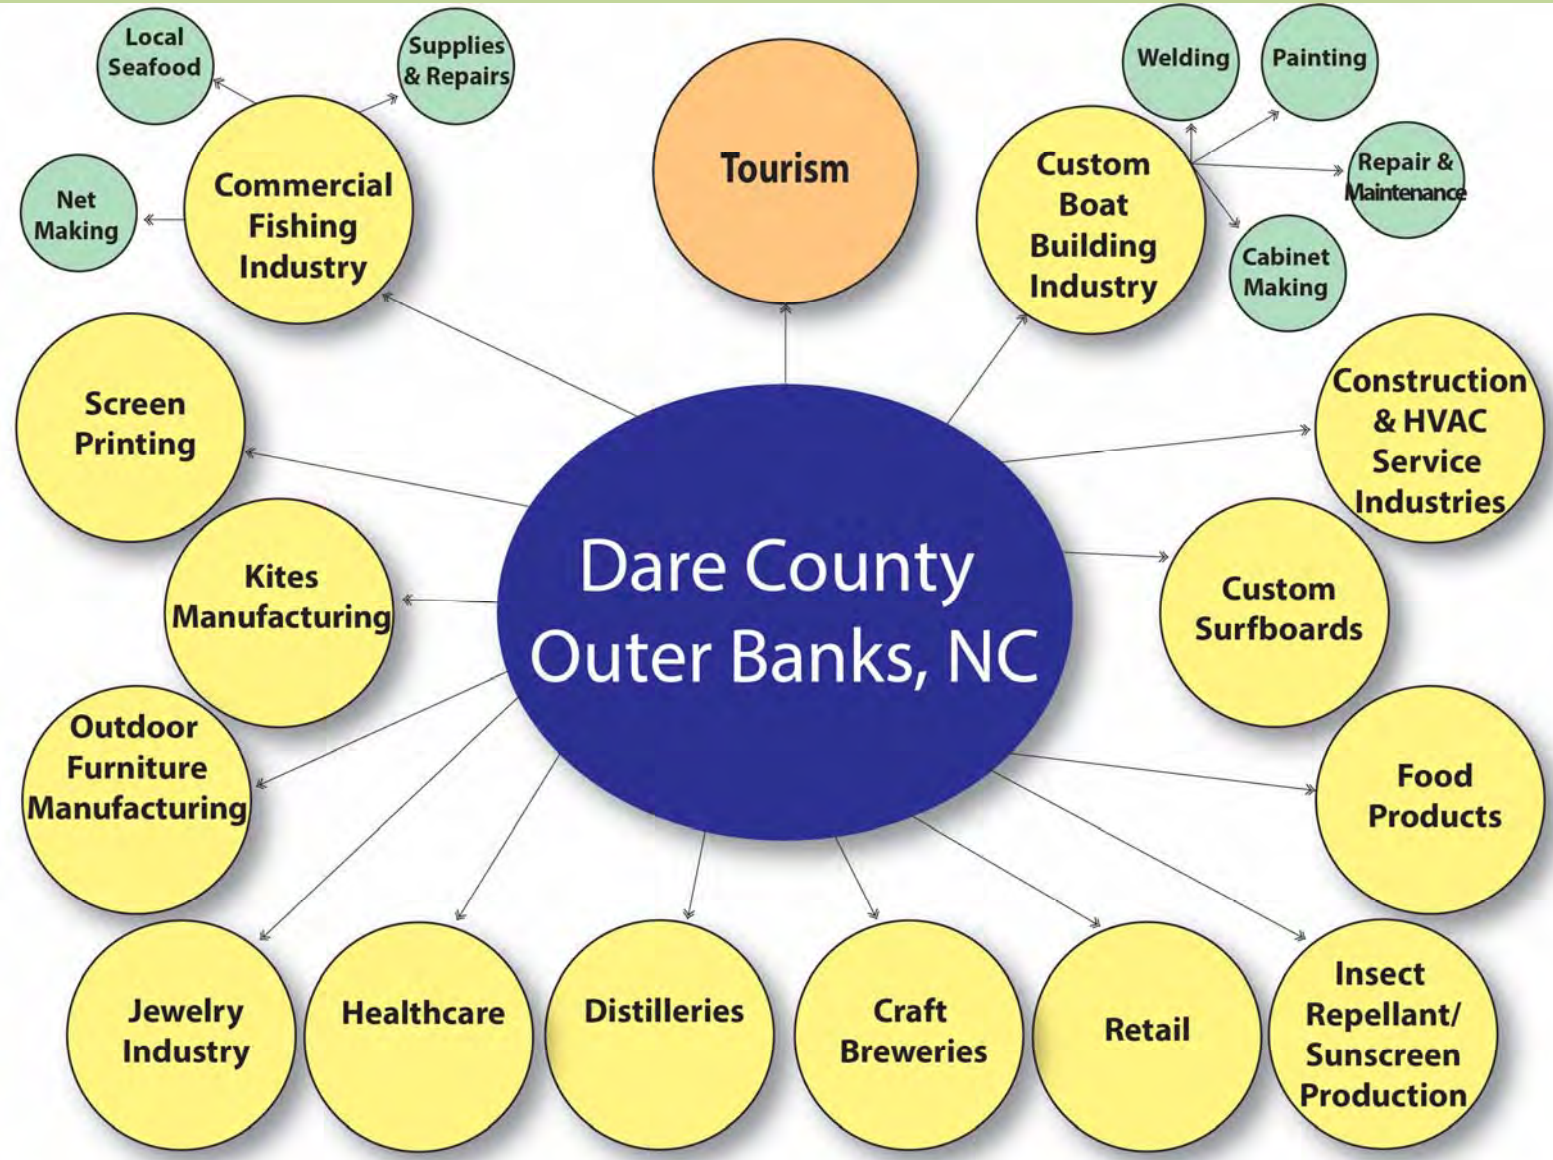 Local
Seafood
Supplies
& Repairs
Net
Making
Commercial
Fishing
Industry
Tourism
Welding
Painting
Repair &
Maintenance
Cabinet
Making
Custom
Boat
Building
Industry
Screen
Printing
Construction
& HVAC
Service
Industries
Kites
Manufacturing
Dare County
Outer Banks, NC
Custom
Surfboards
Outdoor
Furniture
Manufacturing
Food
Products
Jewelry
Industry
Healthcare
Distilleries
Craft
Breweries
Retail
Insect
Repellant/
Sunscreen
Production